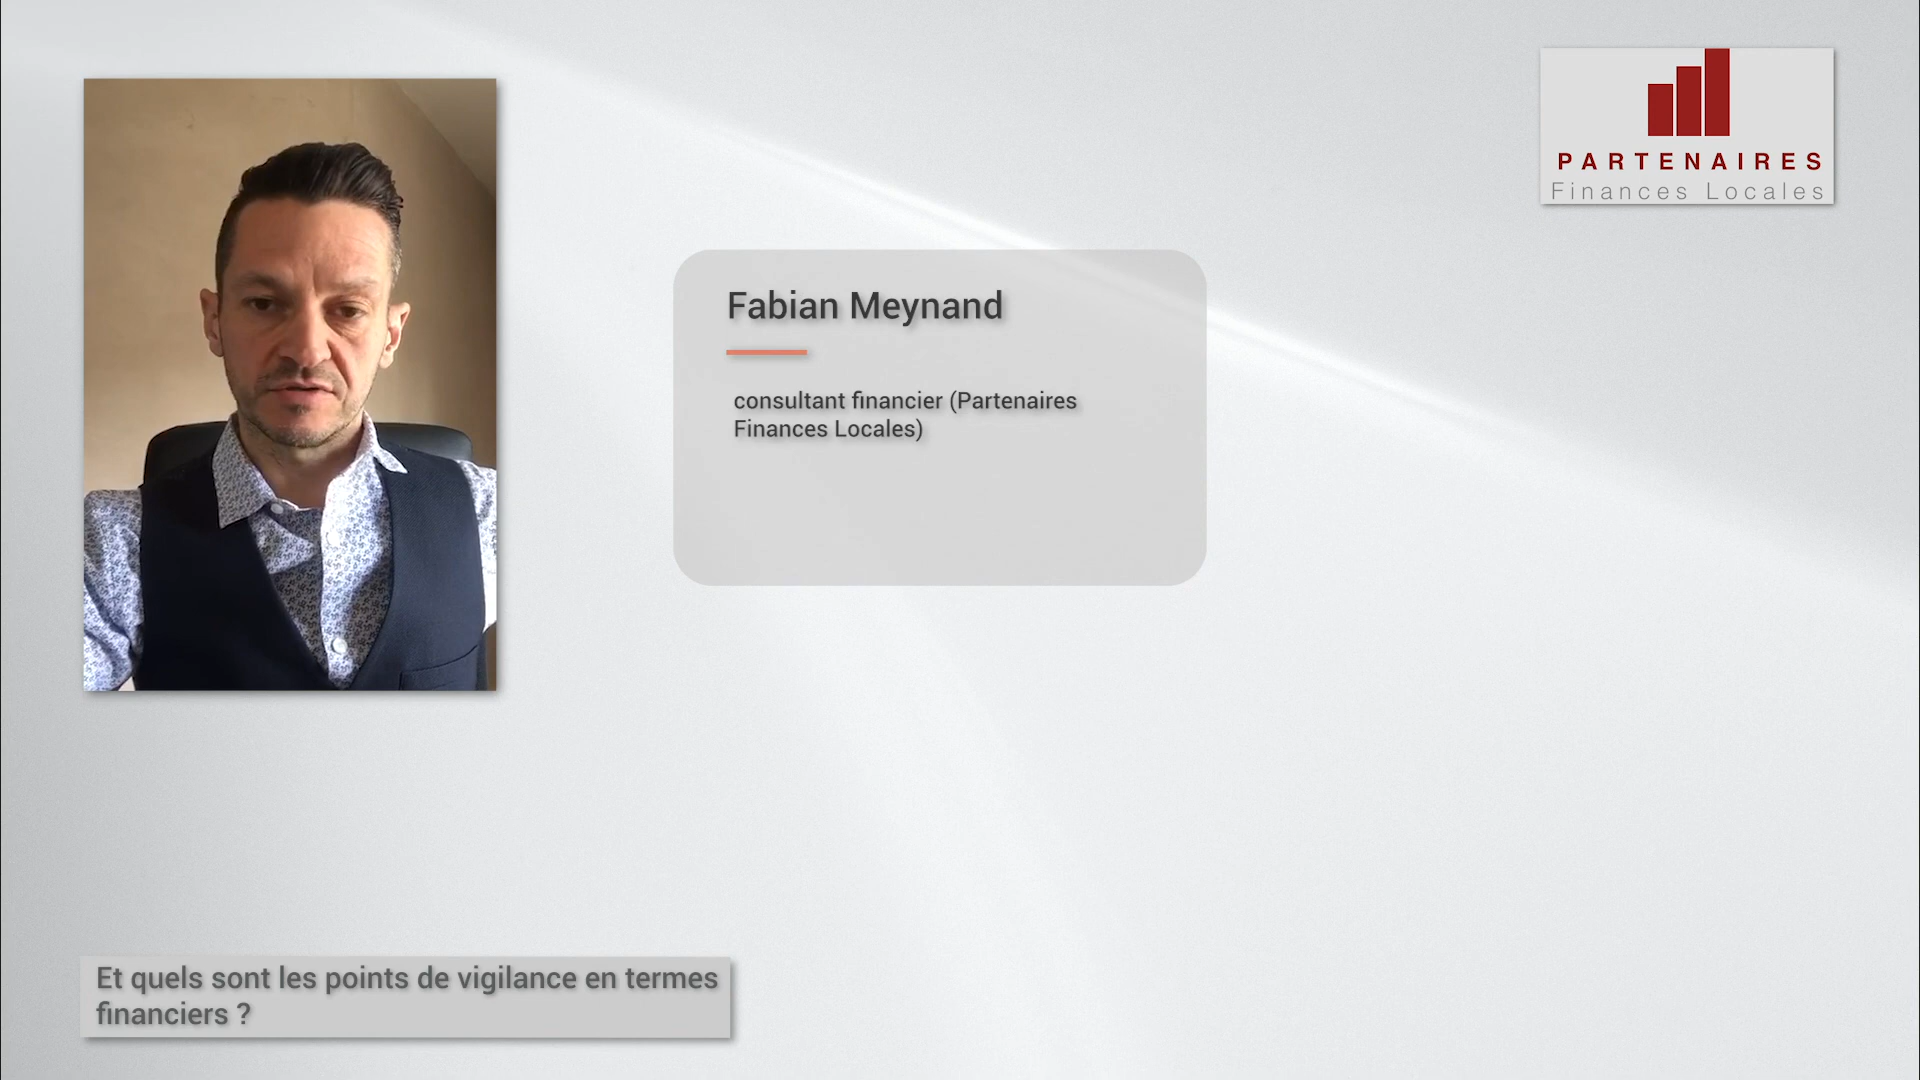 PARTENAIRES
Finances Locales
Fabian Meynand
consultant financier (Partenaires
Finances Locales)
Et quels sont les points de vigilance en termes
financiers ?